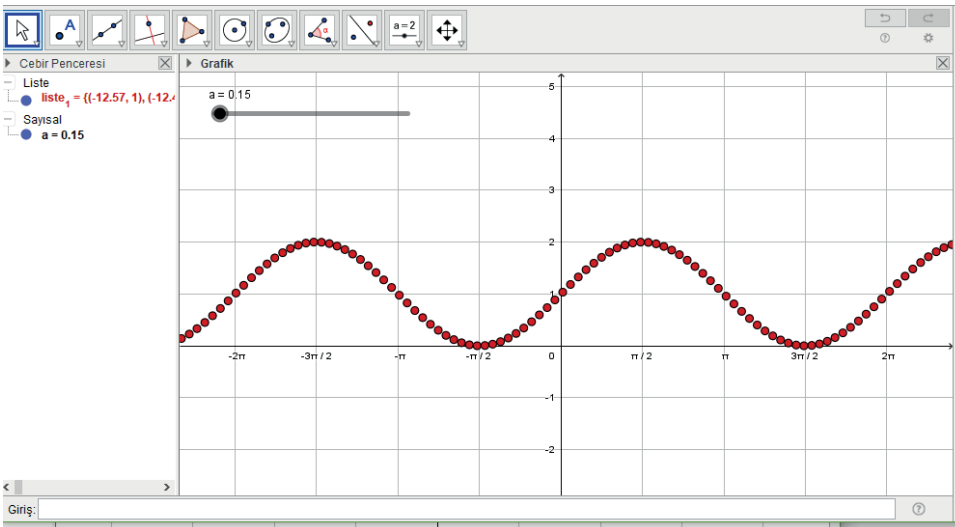 A
α
a = 2
Cebir Penceresi
Grafik
Liste
liste₁ = {(-12.57, 1), (-12.4
Sayısal
a = 0.15
a = 0.15
5
4
3
2
1
-1
-2
-2π
-3π / 2
-π
-π / 2
0
π / 2
π
3π / 2
2π
Giriş: